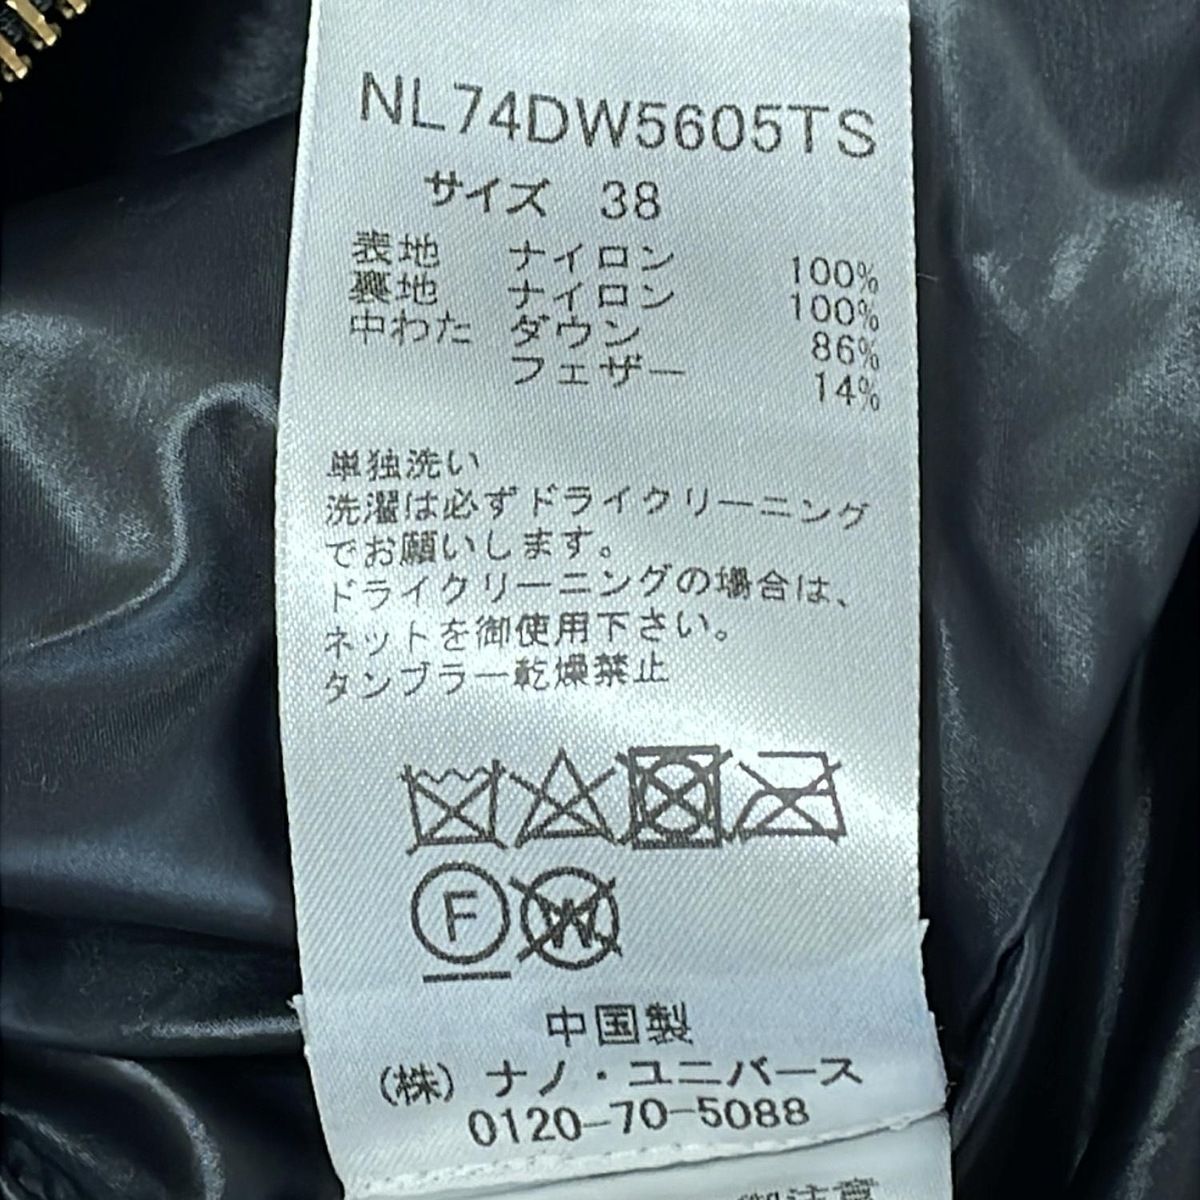 NL74DW5605TS
サイズ 38
表地 ナイロン 100%
裏地 ナイロン 100%
中わた ダウン 86%
フェザー 14%
単独洗い
洗濯は必ずドライクリーニング
でお願いします。
ドライクリーニングの場合は、
ネットを御使用下さい。
タンブラー乾燥禁止
F
W
中国製
(株) ナノ・ユニバース
0120-70-5088